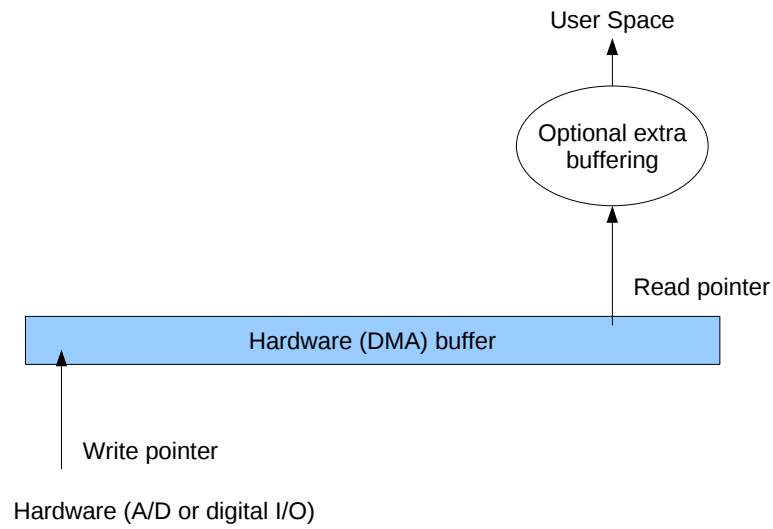 User Space
Optional extra
buffering
Read pointer
Hardware (DMA) buffer
Write pointer
Hardware (A/D or digital I/O)